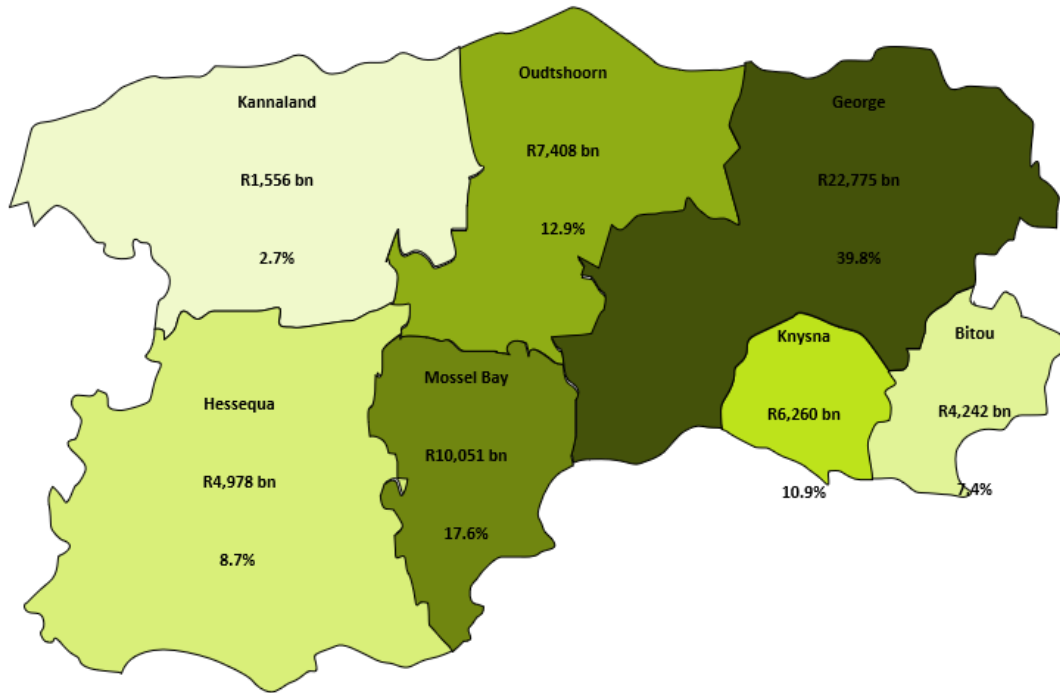 Kannaland
R1,556 bn
2.7%
Oudtshoorn
R7,408 bn
12.9%
George
R22,775 bn
39.8%
Hessequa
R4,978 bn
8.7%
Mossel Bay
R10,051 bn
17.6%
Knysna
R6,260 bn
10.9%
Bitou
R4,242 bn
7.4%